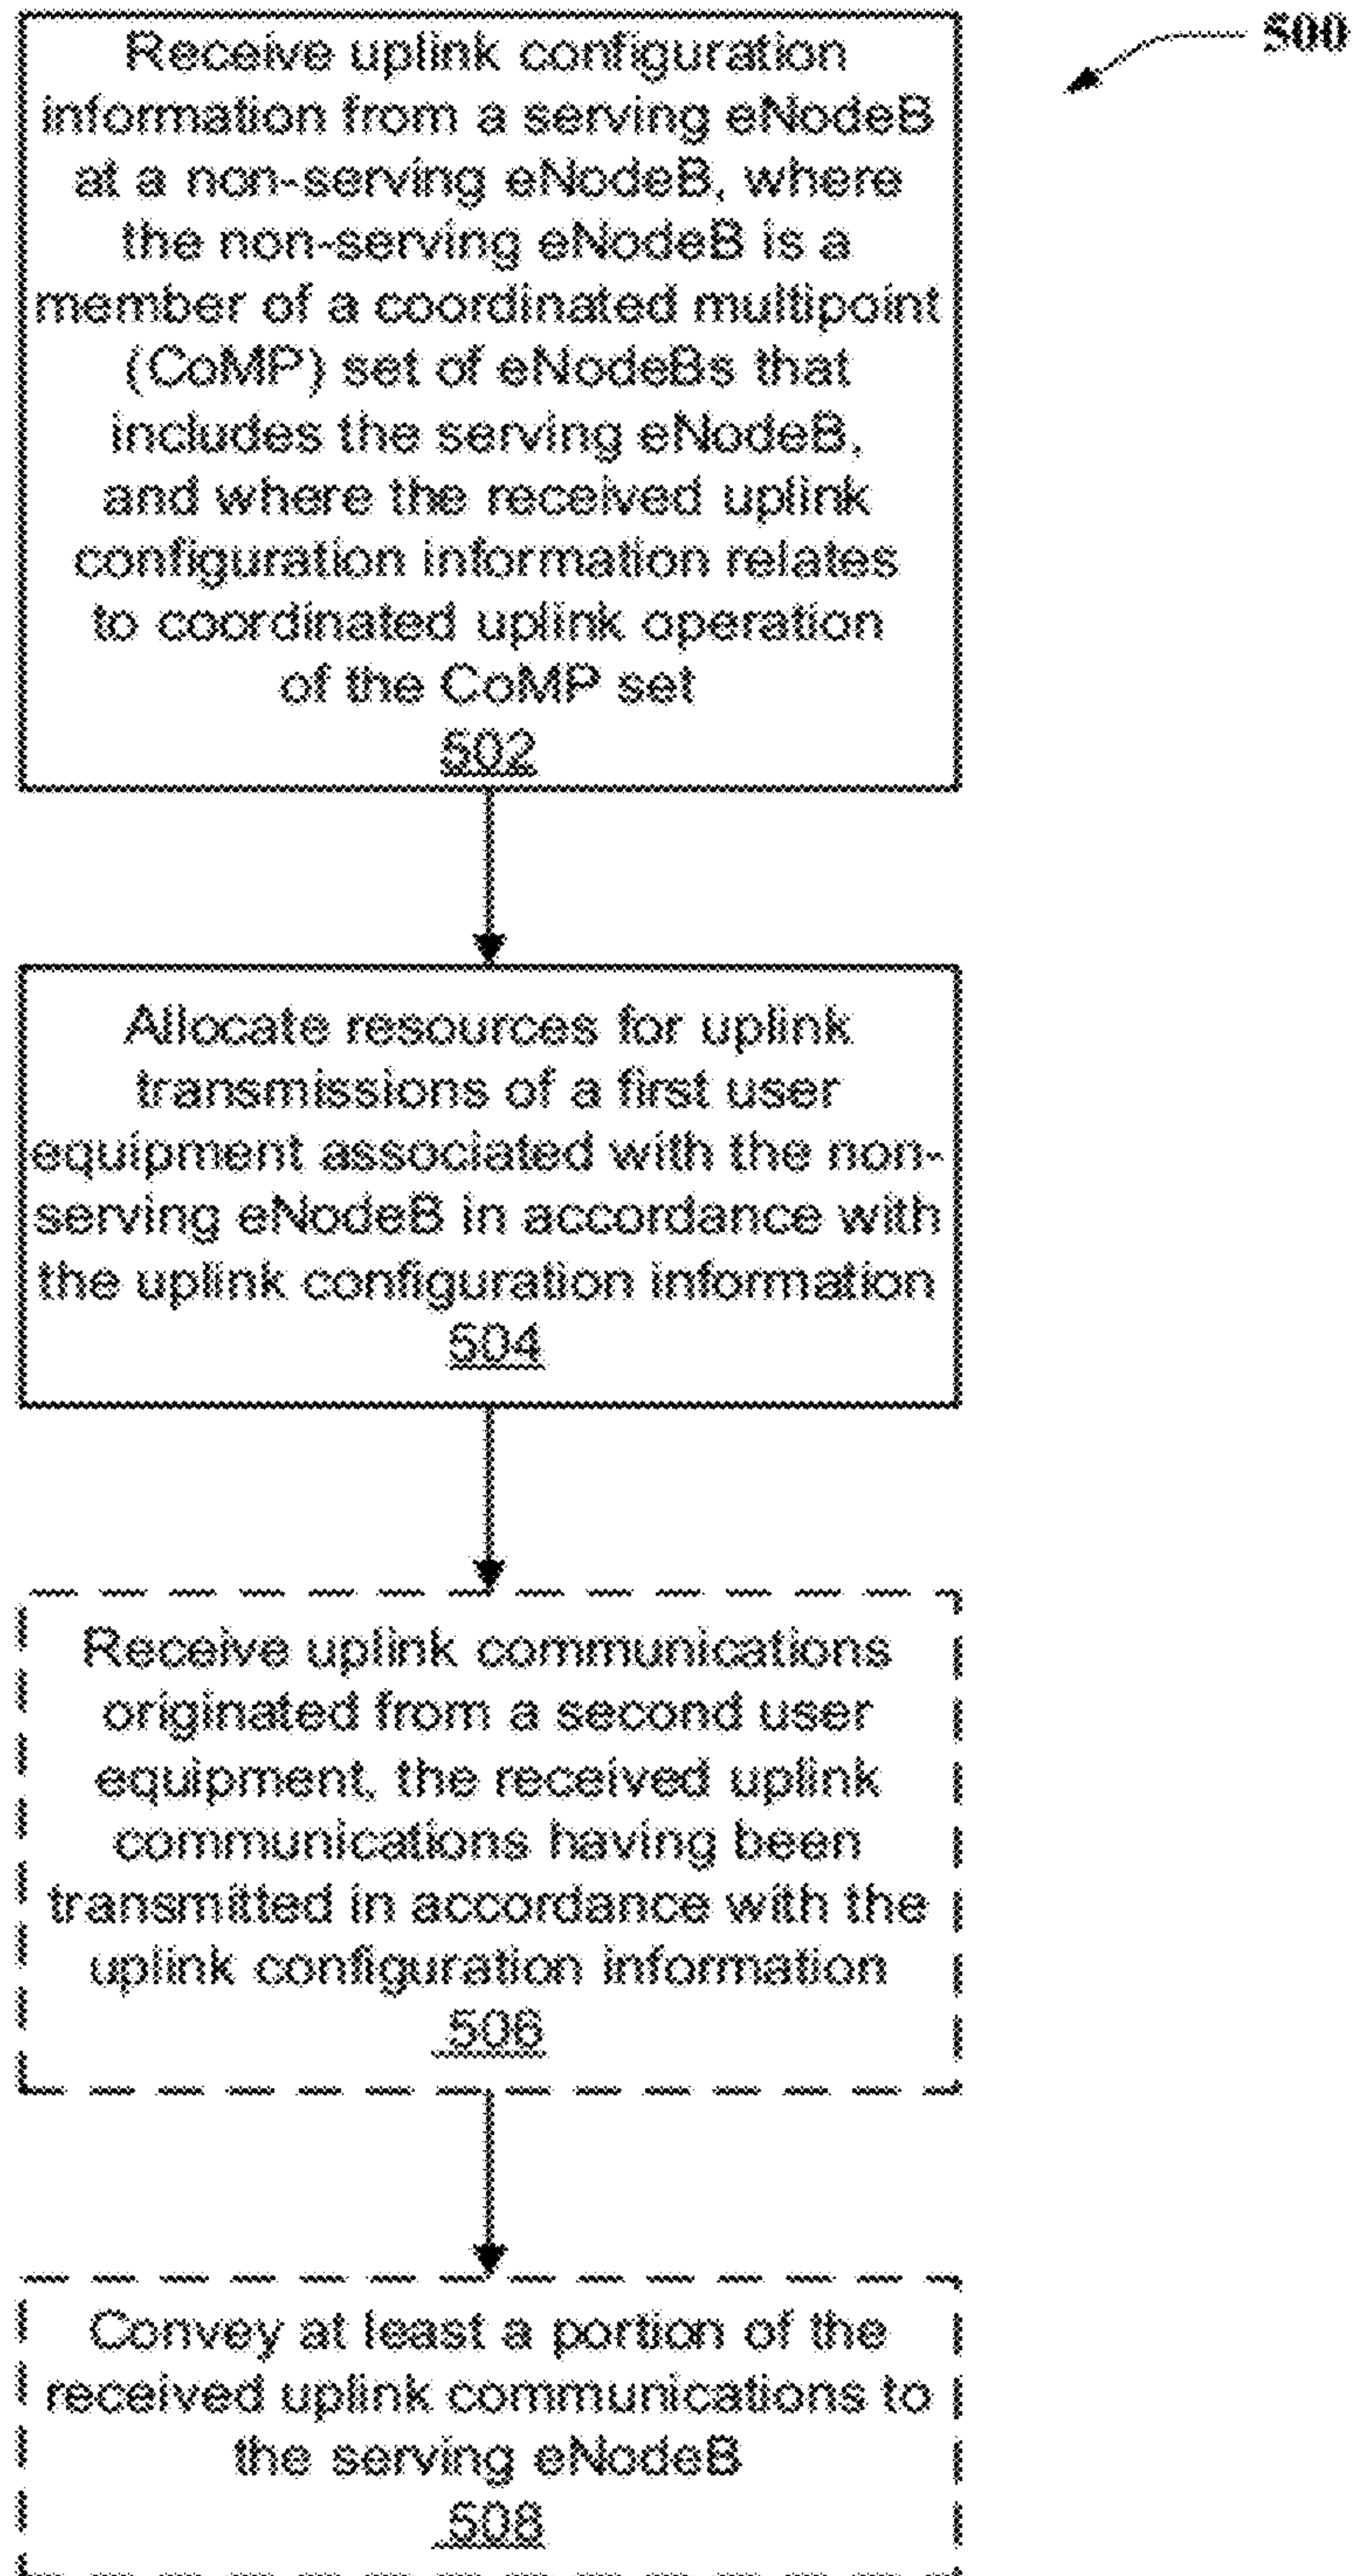 500
Receive uplink configuration
information from a serving eNodeB
at a non-serving eNodeB, where
the non-serving eNodeB is a
member of a coordinated multipoint
(CoMP) set of eNodeBs that
includes the serving eNodeB,
and where the received uplink
configuration information relates
to coordinated uplink operation
of the CoMP set
502
Allocate resources for uplink
transmissions of a first user
equipment associated with the non-
serving eNodeB in accordance with
the uplink configuration information
504
Receive uplink communications
originated from a second user
equipment, the received uplink
communications having been
transmitted in accordance with the
uplink configuration information
506
Convey at least a portion of the
received uplink communications to
the serving eNodeB
508